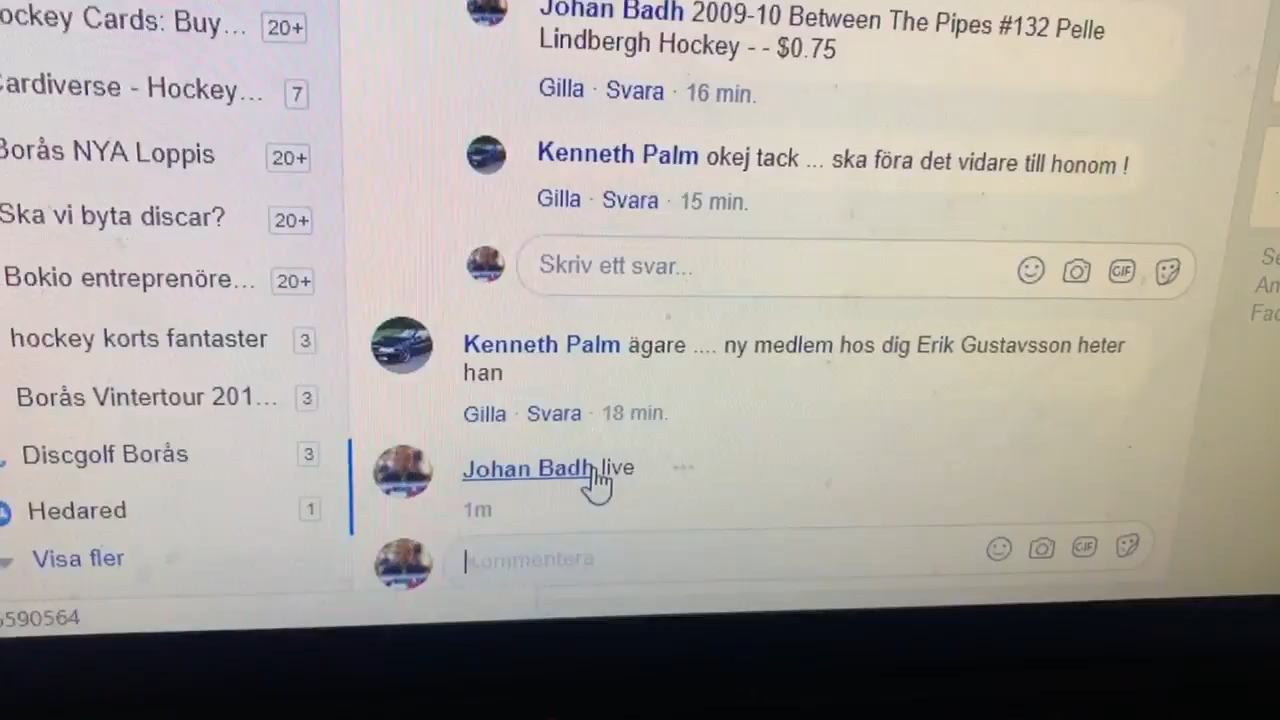 ockey Cards: Buy... 20+
Cardiverse - Hockey... 7
Borås NYA Loppis 20+
Ska vi byta discar? 20+
Bokio entreprenöre... 20+
hockey korts fantaster 3
Borås Vintertour 201... 3
Discgolf Borås 3
Hedared 1
Visa fler
590564
Johan Badh 2009-10 Between The Pipes #132 Pelle
Lindbergh Hockey - - $0.75
Gilla · Svara · 16 min.
Kenneth Palm okej tack ... ska föra det vidare till honom !
Gilla · Svara · 15 min.
Skriv ett svar...
GIF
Kenneth Palm ägare .... ny medlem hos dig Erik Gustavsson heter
han
Gilla · Svara · 18 min.
Johan Badh live
1m
Kommentera
GIF